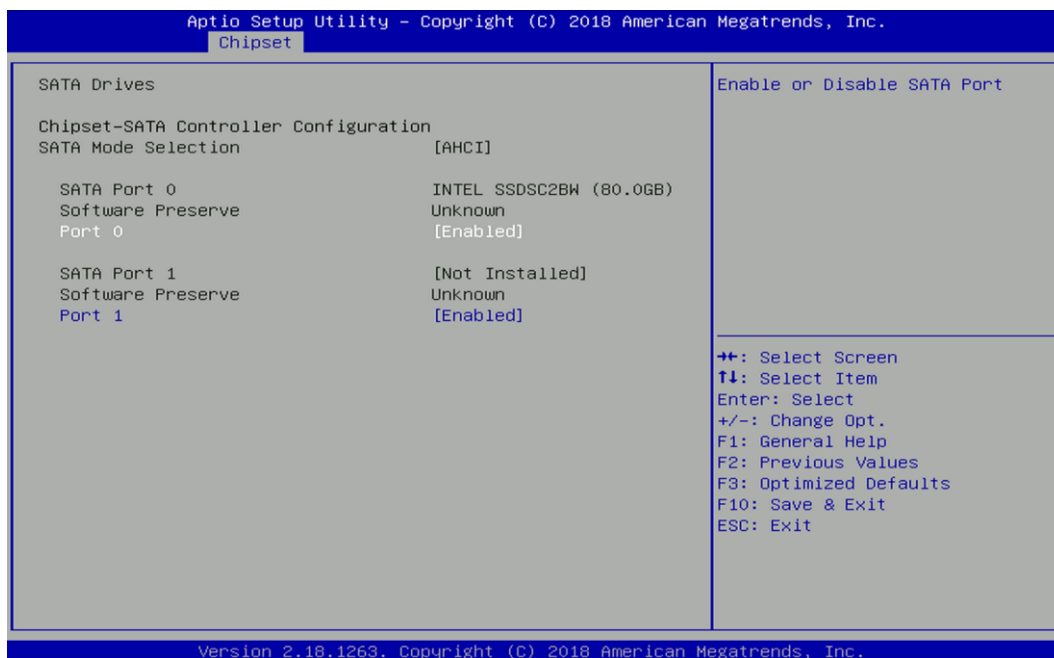 Aptio Setup Utility – Copyright (C) 2018 American Megatrends, Inc.
Chipset
SATA Drives
Chipset-SATA Controller Configuration
SATA Mode Selection [AHCI]
SATA Port 0 INTEL SSDSC2BW (80.0GB)
Software Preserve Unknown
Port 0 [Enabled]
SATA Port 1 [Not Installed]
Software Preserve Unknown
Port 1 [Enabled]
Enable or Disable SATA Port
→←: Select Screen
↑↓: Select Item
Enter: Select
+/-: Change Opt.
F1: General Help
F2: Previous Values
F3: Optimized Defaults
F10: Save & Exit
ESC: Exit
Version 2.18.1263. Copyright (C) 2018 American Megatrends, Inc.